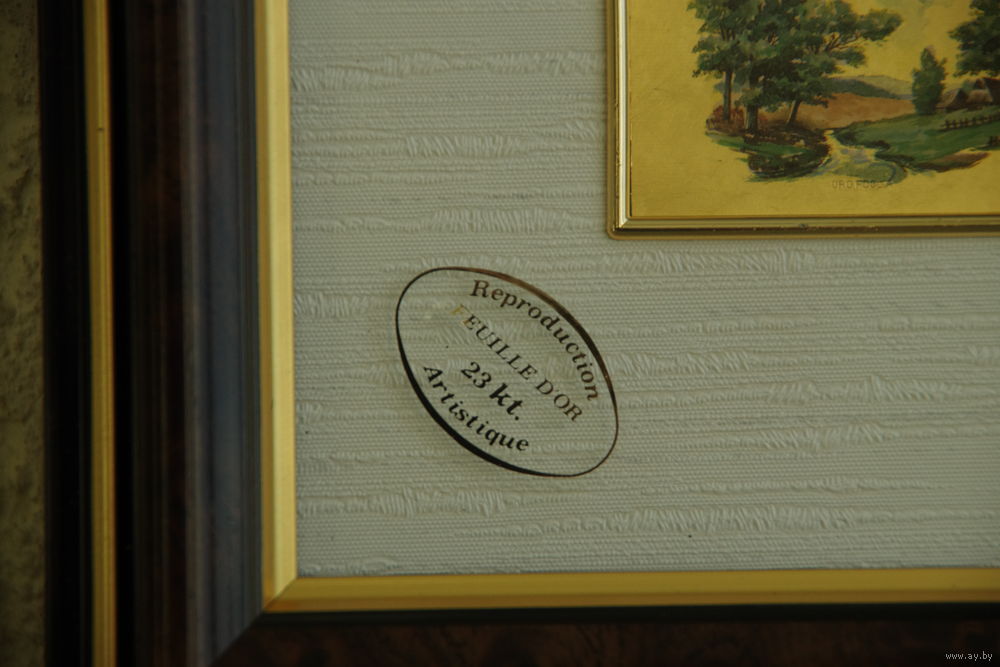 Reproduction
FEUILLE D'OR
23 kt.
Artistique
www.ay.by